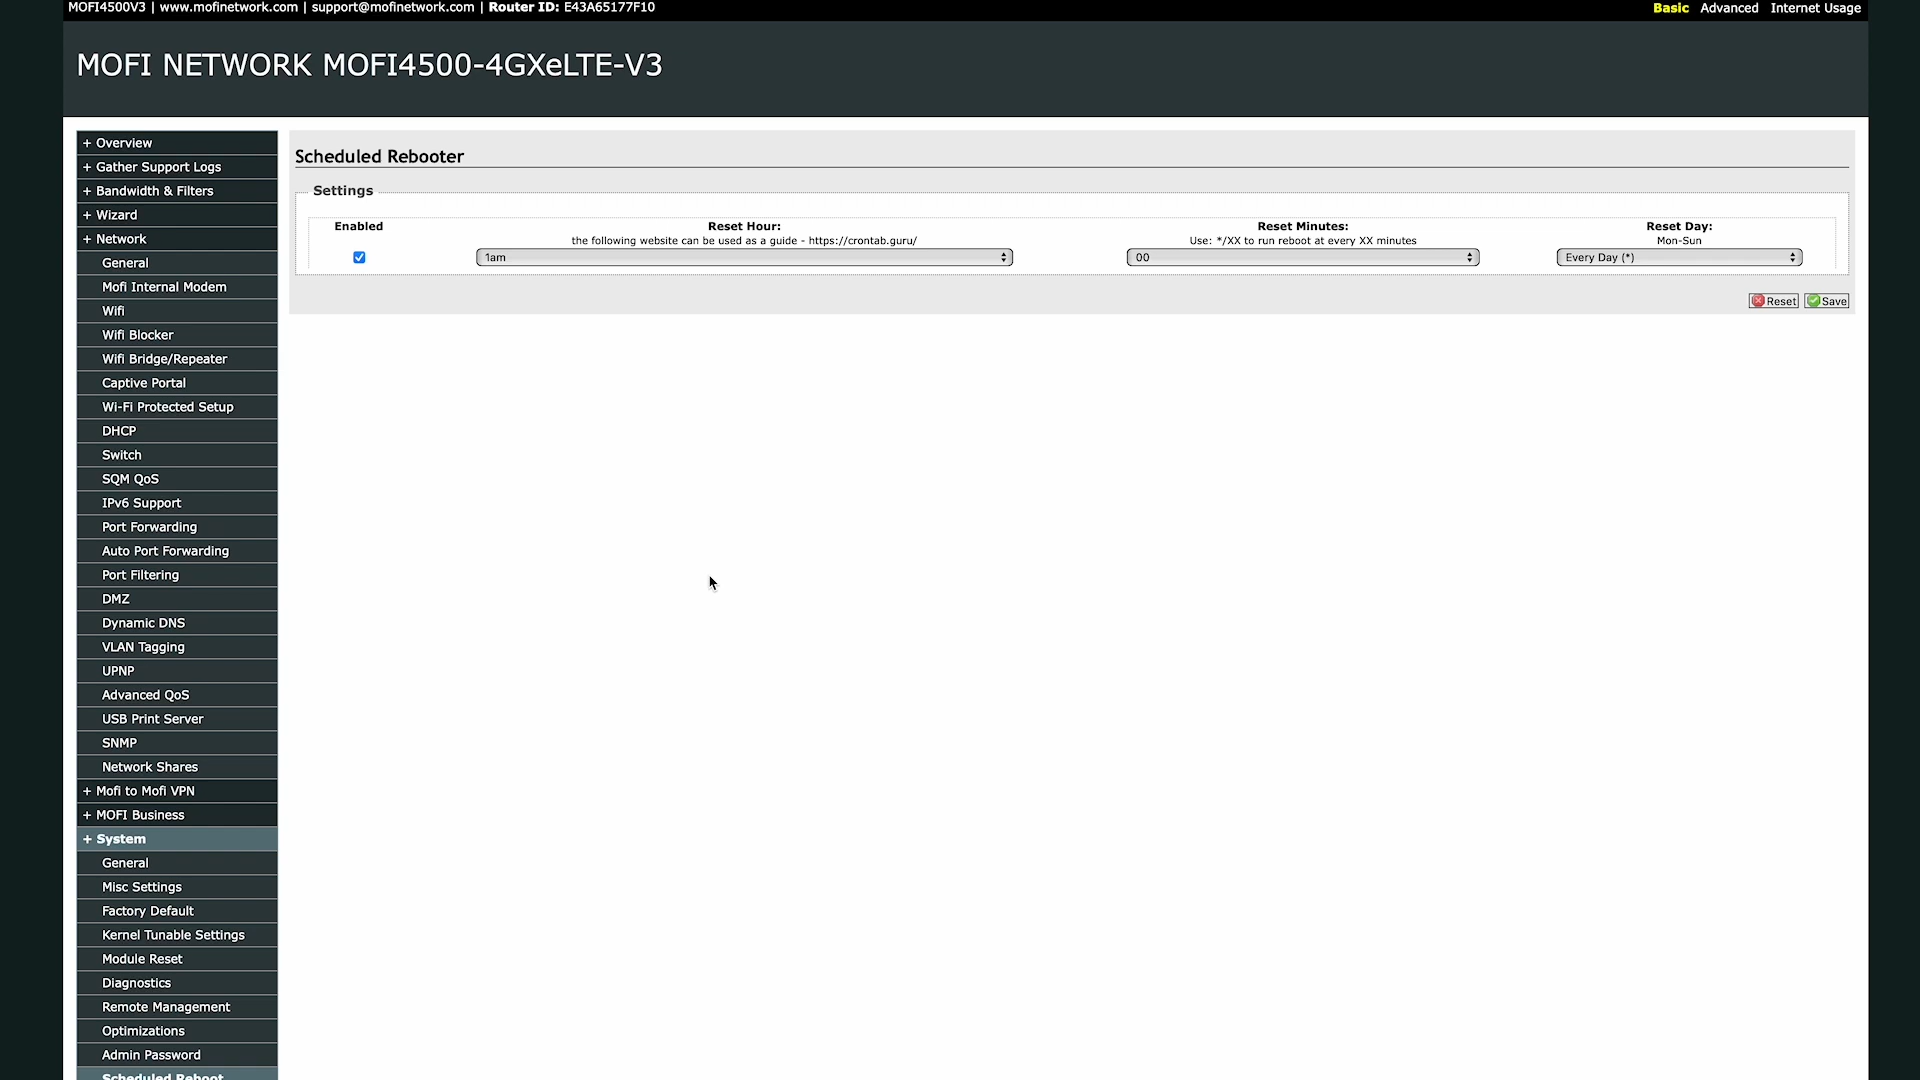 MOFI4500V3 | www.mofinetwork.com | support@mofinetwork.com | Router ID: E43A65177F10
Basic Advanced Internet Usage
MOFI NETWORK MOFI4500-4GXeLTE-V3
+ Overview
+ Gather Support Logs
+ Bandwidth & Filters
+ Wizard
+ Network
General
Mofi Internal Modem
Wifi
Wifi Blocker
Wifi Bridge/Repeater
Captive Portal
Wi-Fi Protected Setup
DHCP
Switch
SQM QoS
IPv6 Support
Port Forwarding
Auto Port Forwarding
Port Filtering
DMZ
Dynamic DNS
VLAN Tagging
UPNP
Advanced QoS
USB Print Server
SNMP
Network Shares
+ Mofi to Mofi VPN
+ MOFI Business
+ System
General
Misc Settings
Factory Default
Kernel Tunable Settings
Module Reset
Diagnostics
Remote Management
Optimizations
Admin Password
Scheduled Reboot
Scheduled Rebooter
Settings
Enabled
Reset Hour:
the following website can be used as a guide - https://crontab.guru/
1am
Reset Minutes:
Use: */XX to run reboot at every XX minutes
00
Reset Day:
Mon-Sun
Every Day (*)
Reset Save